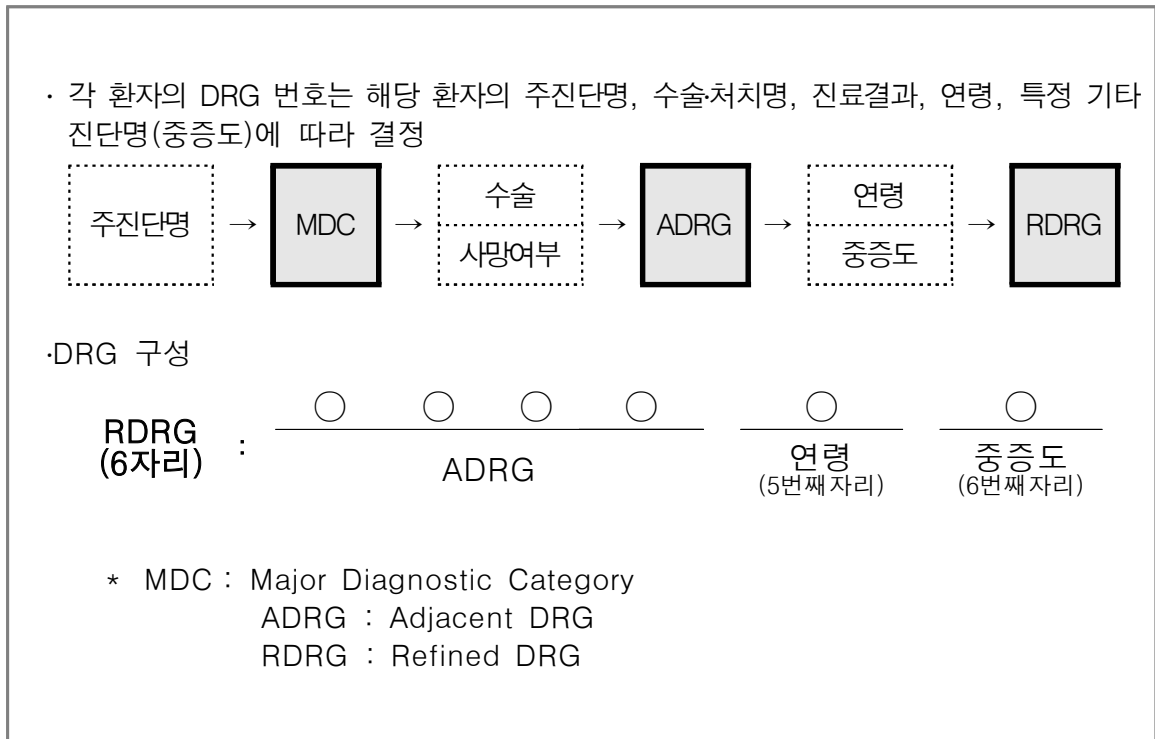 · 각 환자의 DRG 번호는 해당 환자의 주진단명, 수술·처치명, 진료결과, 연령, 특정 기타
진단명(중증도)에 따라 결정
주진단명 → MDC → 수술 사망여부 → ADRG → 연령 중증도 → RDRG
·DRG 구성
RDRG (6자리) : ○ ○ ○ ○ ○ ○
ADRG 연령 중증도
(5번째자리) (6번째자리)
* MDC : Major Diagnostic Category
ADRG : Adjacent DRG
RDRG : Refined DRG